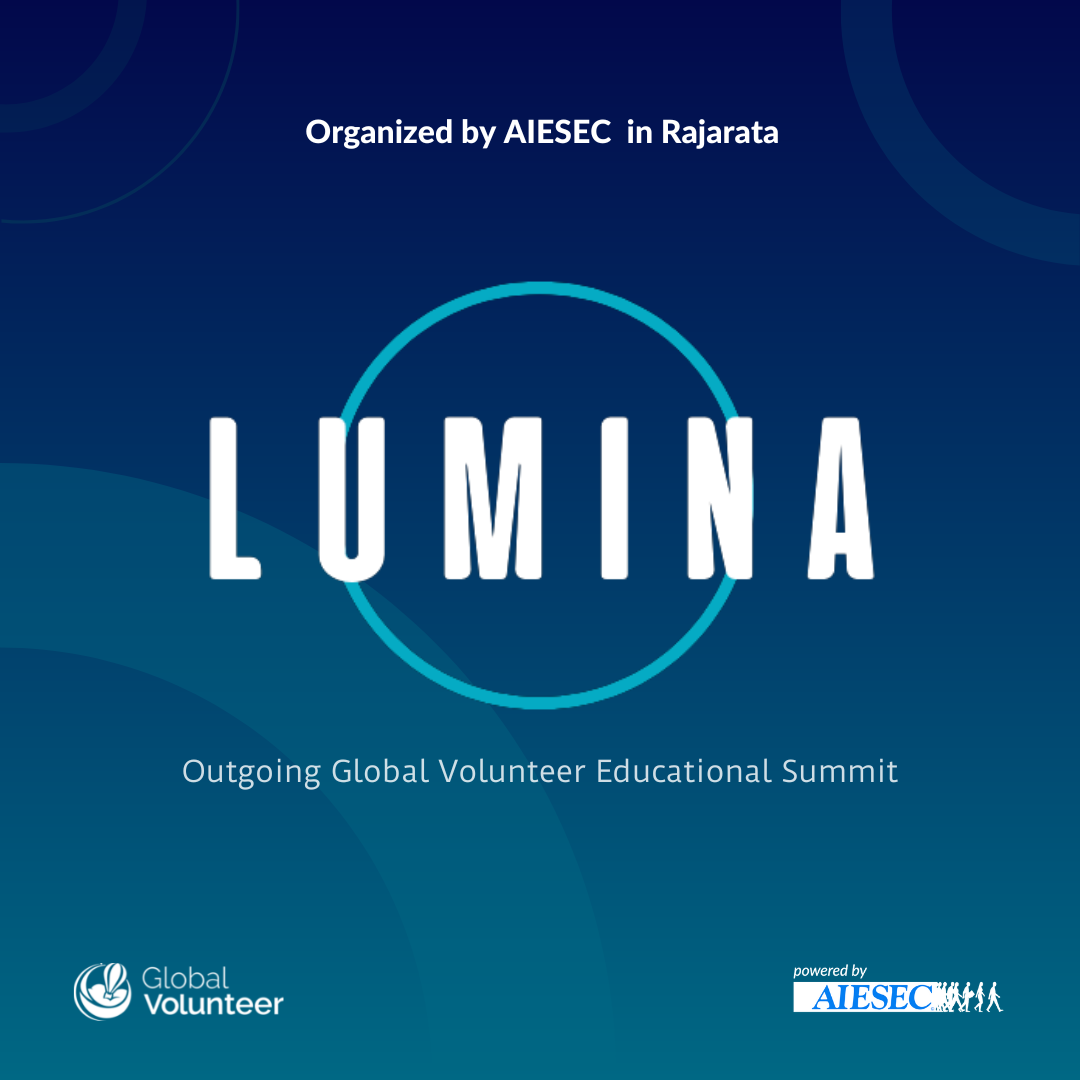 Organized by AIESEC in Rajarata
LUMINA
Outgoing Global Volunteer Educational Summit
Global
Volunteer
powered by
AIESEC